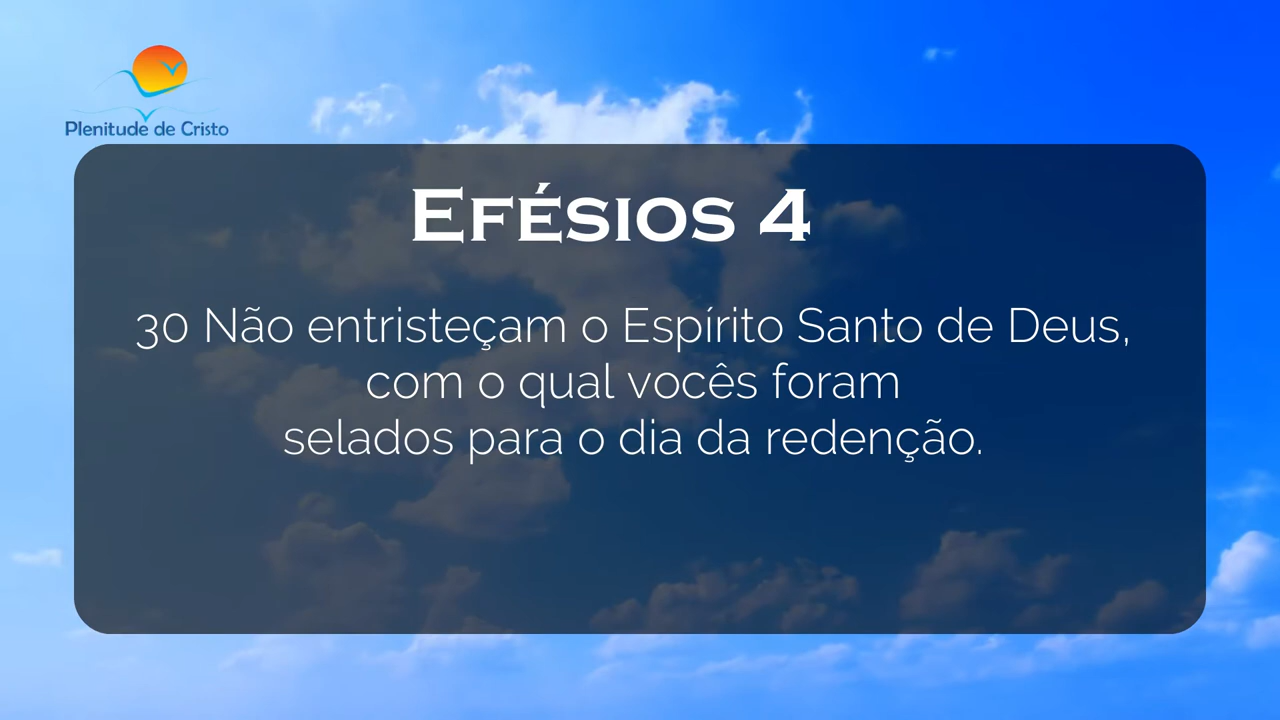 Plenitude de Cristo
Efésios 4
30 Não entristeçam o Espírito Santo de Deus,
com o qual vocês foram
selados para o dia da redenção.